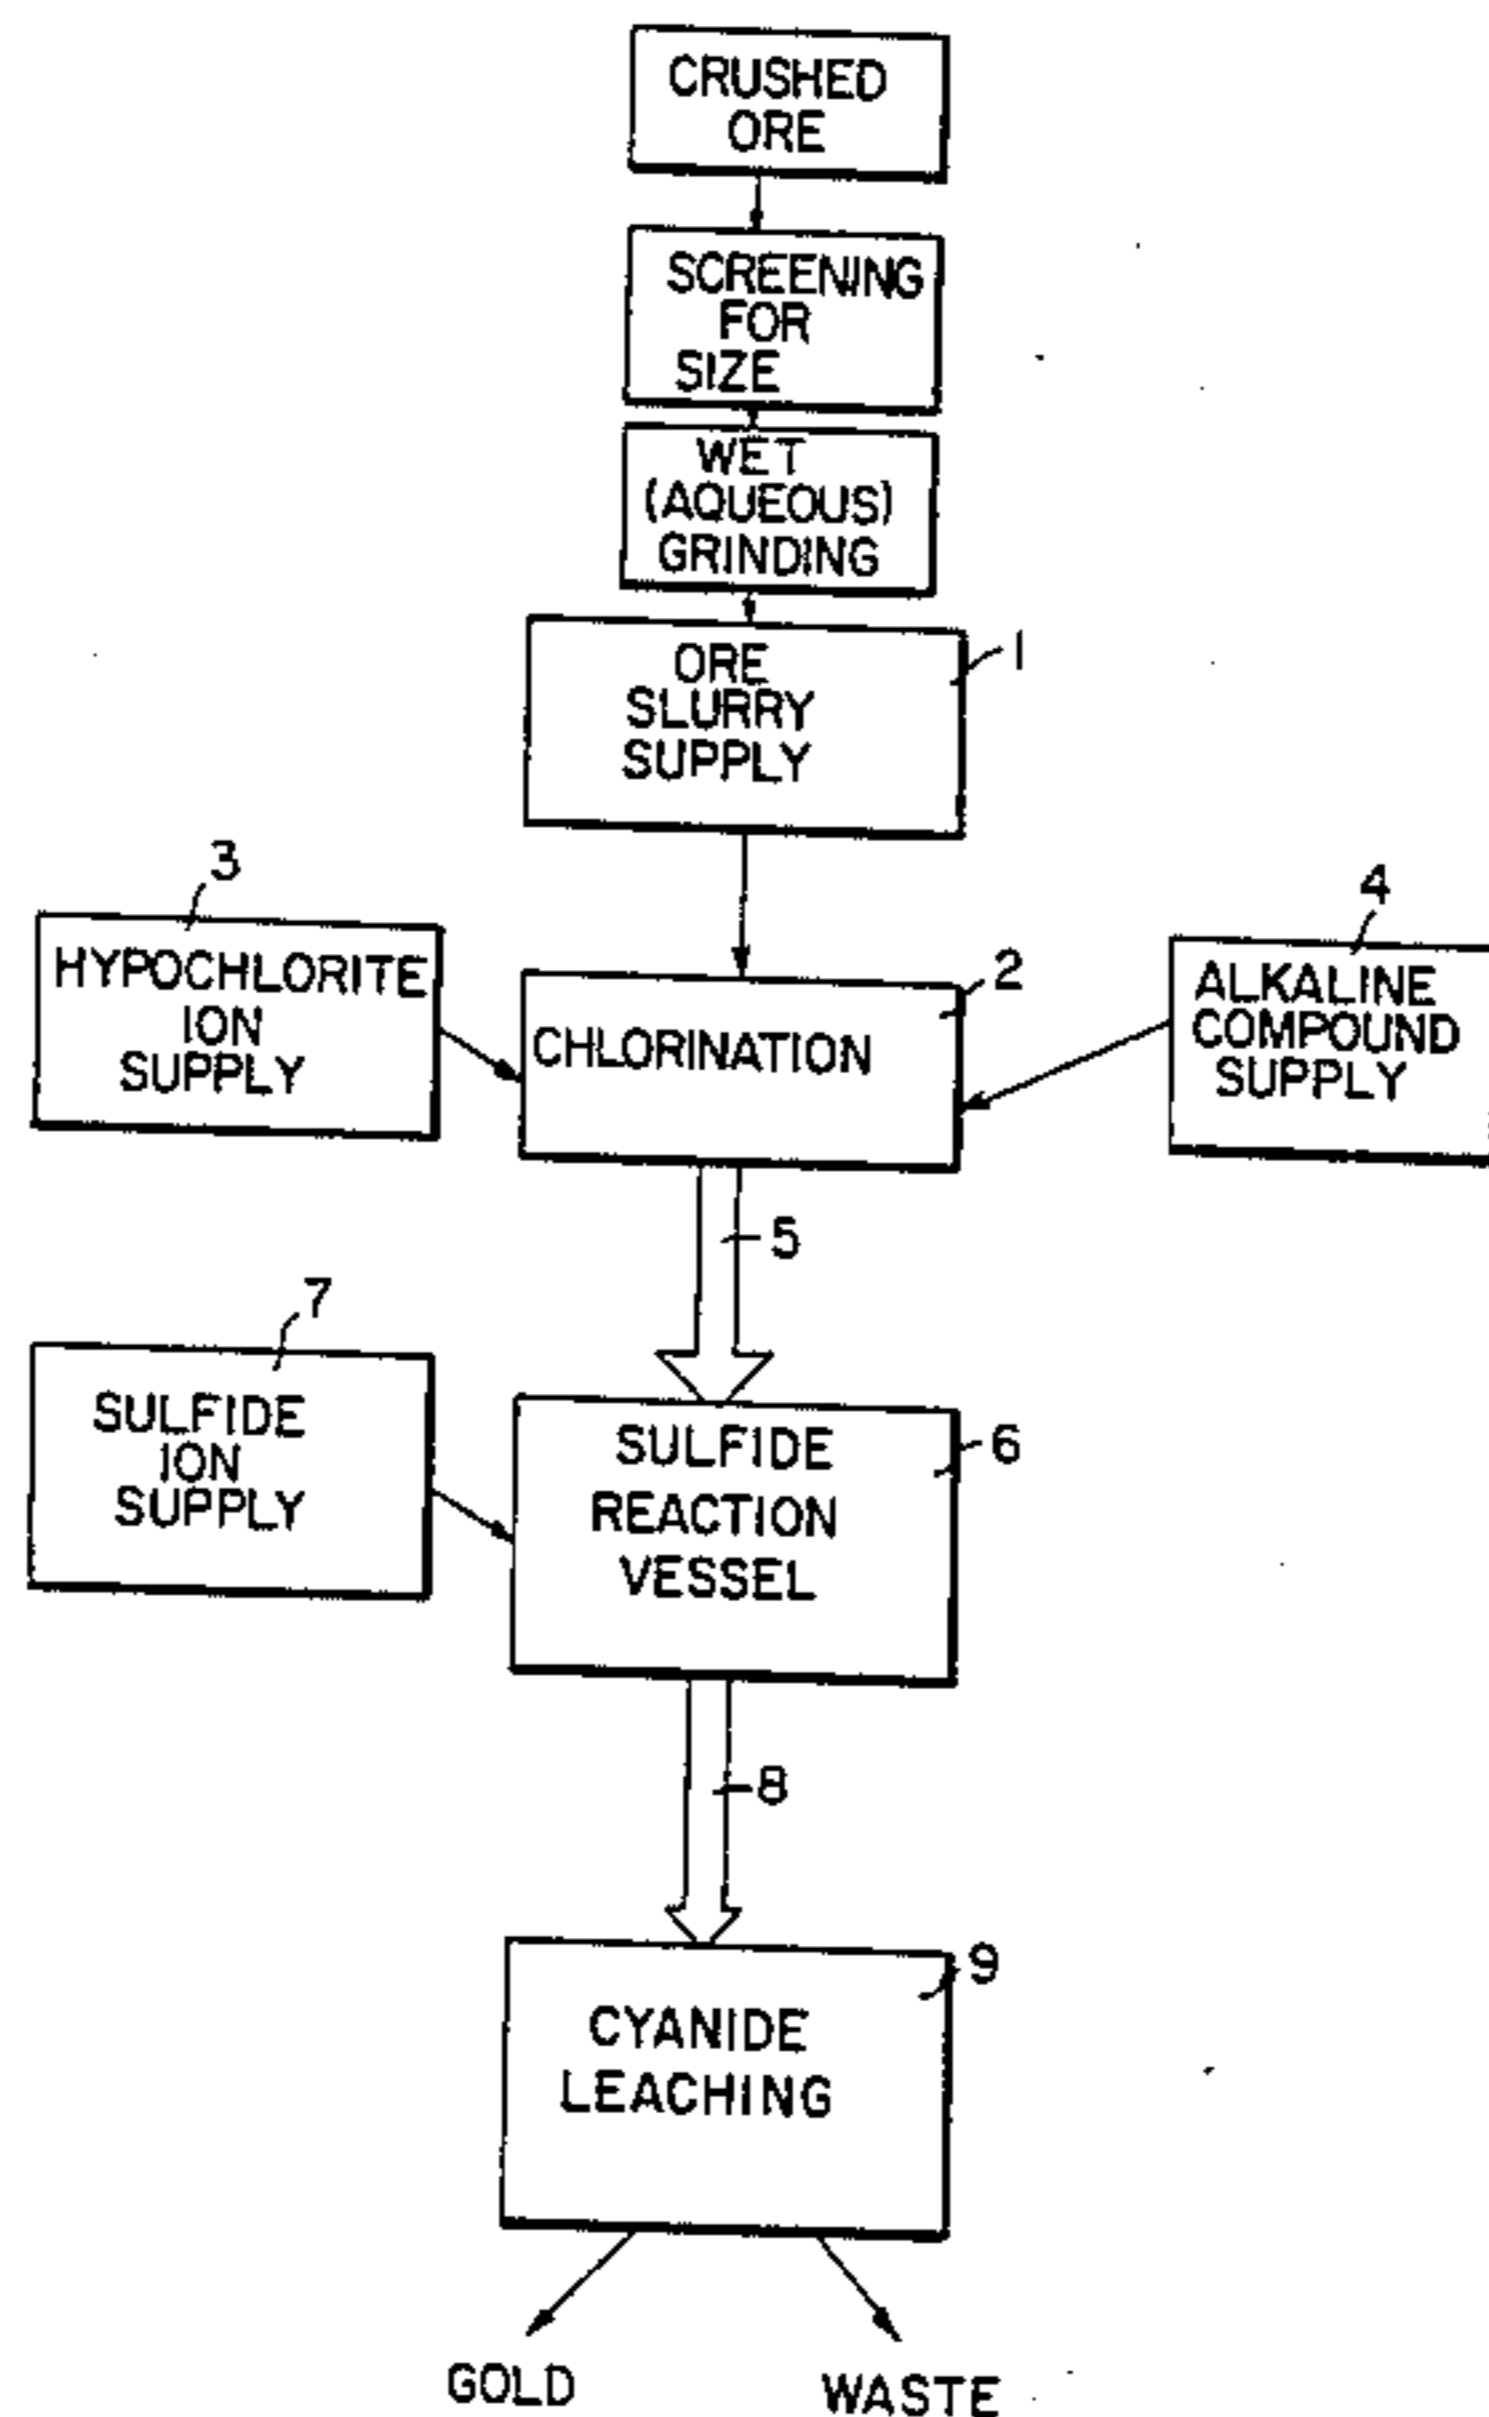 CRUSHED
ORE
SCREENING
FOR
SIZE
WET
(AQUEOUS)
GRINDING
ORE
SLURRY
SUPPLY
1
3
HYPOCHLORITE
ION
SUPPLY
CHLORINATION
2
4
ALKALINE
COMPOUND
SUPPLY
5
7
SULFIDE
ION
SUPPLY
SULFIDE
REACTION
VESSEL
6
8
CYANIDE
LEACHING
9
GOLD
WASTE